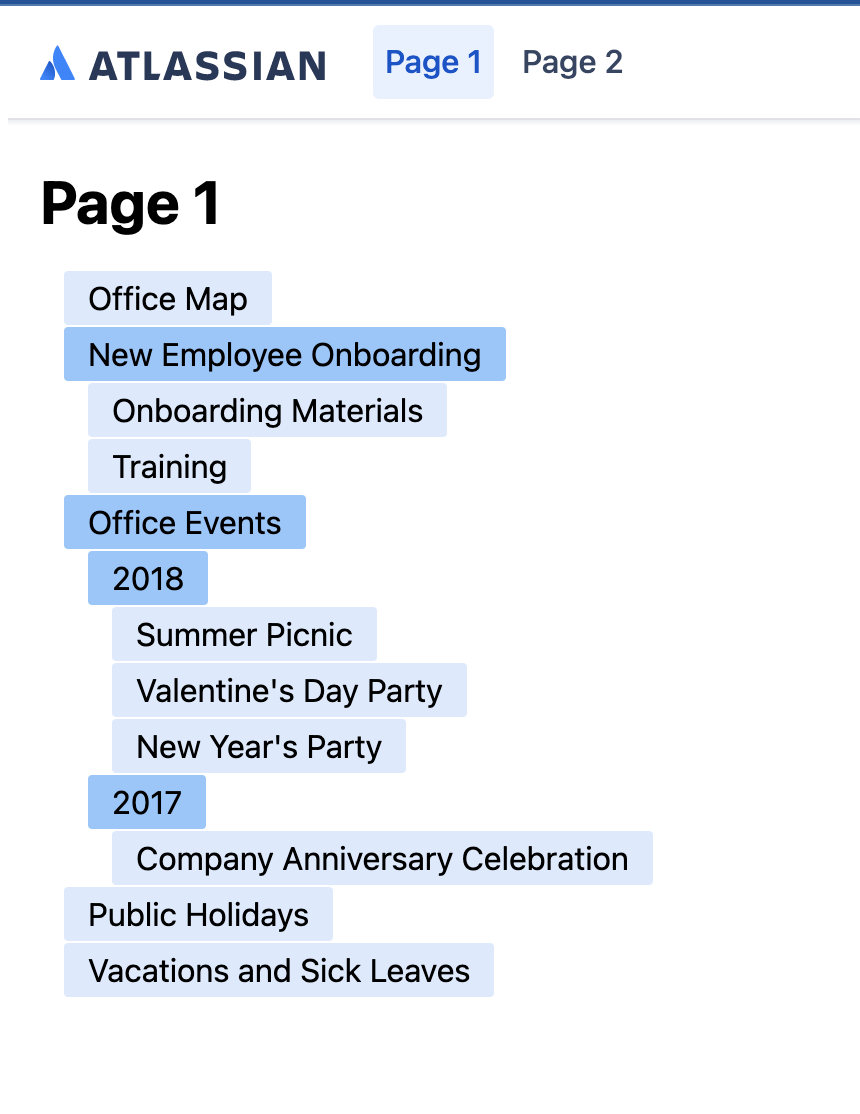 ATLASSIAN Page 1 Page 2
Page 1
Office Map
New Employee Onboarding
Onboarding Materials
Training
Office Events
2018
Summer Picnic
Valentine's Day Party
New Year's Party
2017
Company Anniversary Celebration
Public Holidays
Vacations and Sick Leaves